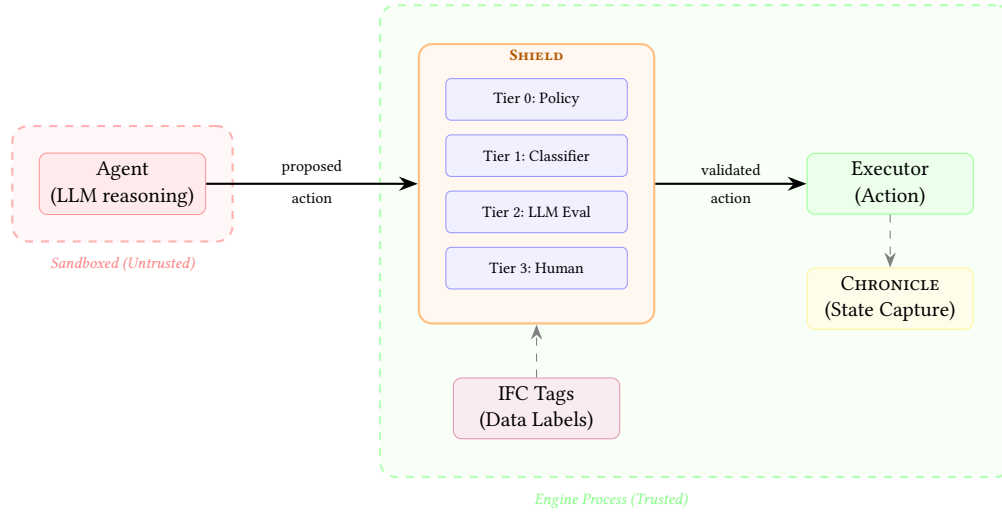 Agent
(LLM reasoning)
Sandboxed (Untrusted)
proposed
action
SHIELD
Tier 0: Policy
Tier 1: Classifier
Tier 2: LLM Eval
Tier 3: Human
IFC Tags
(Data Labels)
validated
action
Executor
(Action)
CHRONICLE
(State Capture)
Engine Process (Trusted)